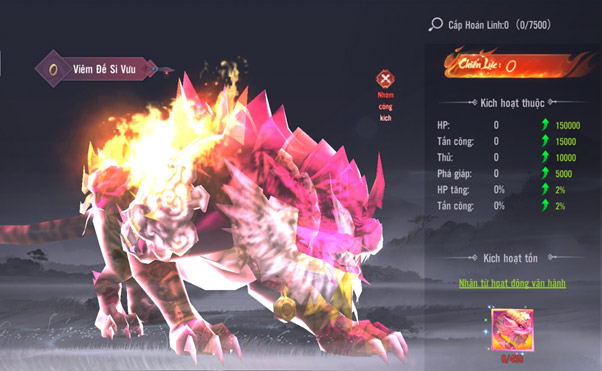 Cấp Hoán Linh:0 (0/7500)
0 Viêm Đế Si Vưu
Chiến Lực: 0
Nhóm
công
kích
Kích hoạt thuộc
HP: 0 150000
Tấn công: 0 15000
Thủ: 0 10000
Phá giáp: 0 5000
HP tăng: 0% 2%
Tấn công: 0% 2%
Kích hoạt tốn
Nhận từ hoạt động vận hành